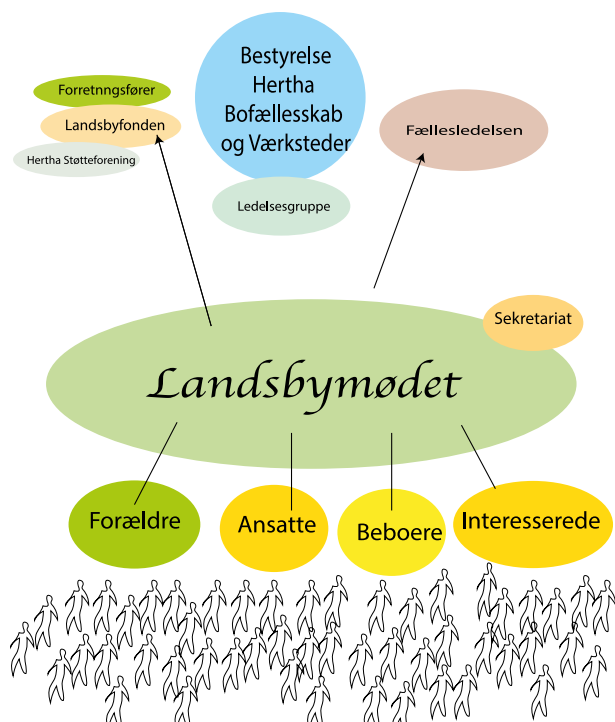 Forretnngsfører
Landsbyfonden
Hertha Støtteforening
Bestyrelse
Hertha
Bofællesskab
og Værksteder
Ledelsesgruppe
Fællesledelsen
Sekretariat
Landsbymødet
Forældre
Ansatte
Beboere
Interesserede